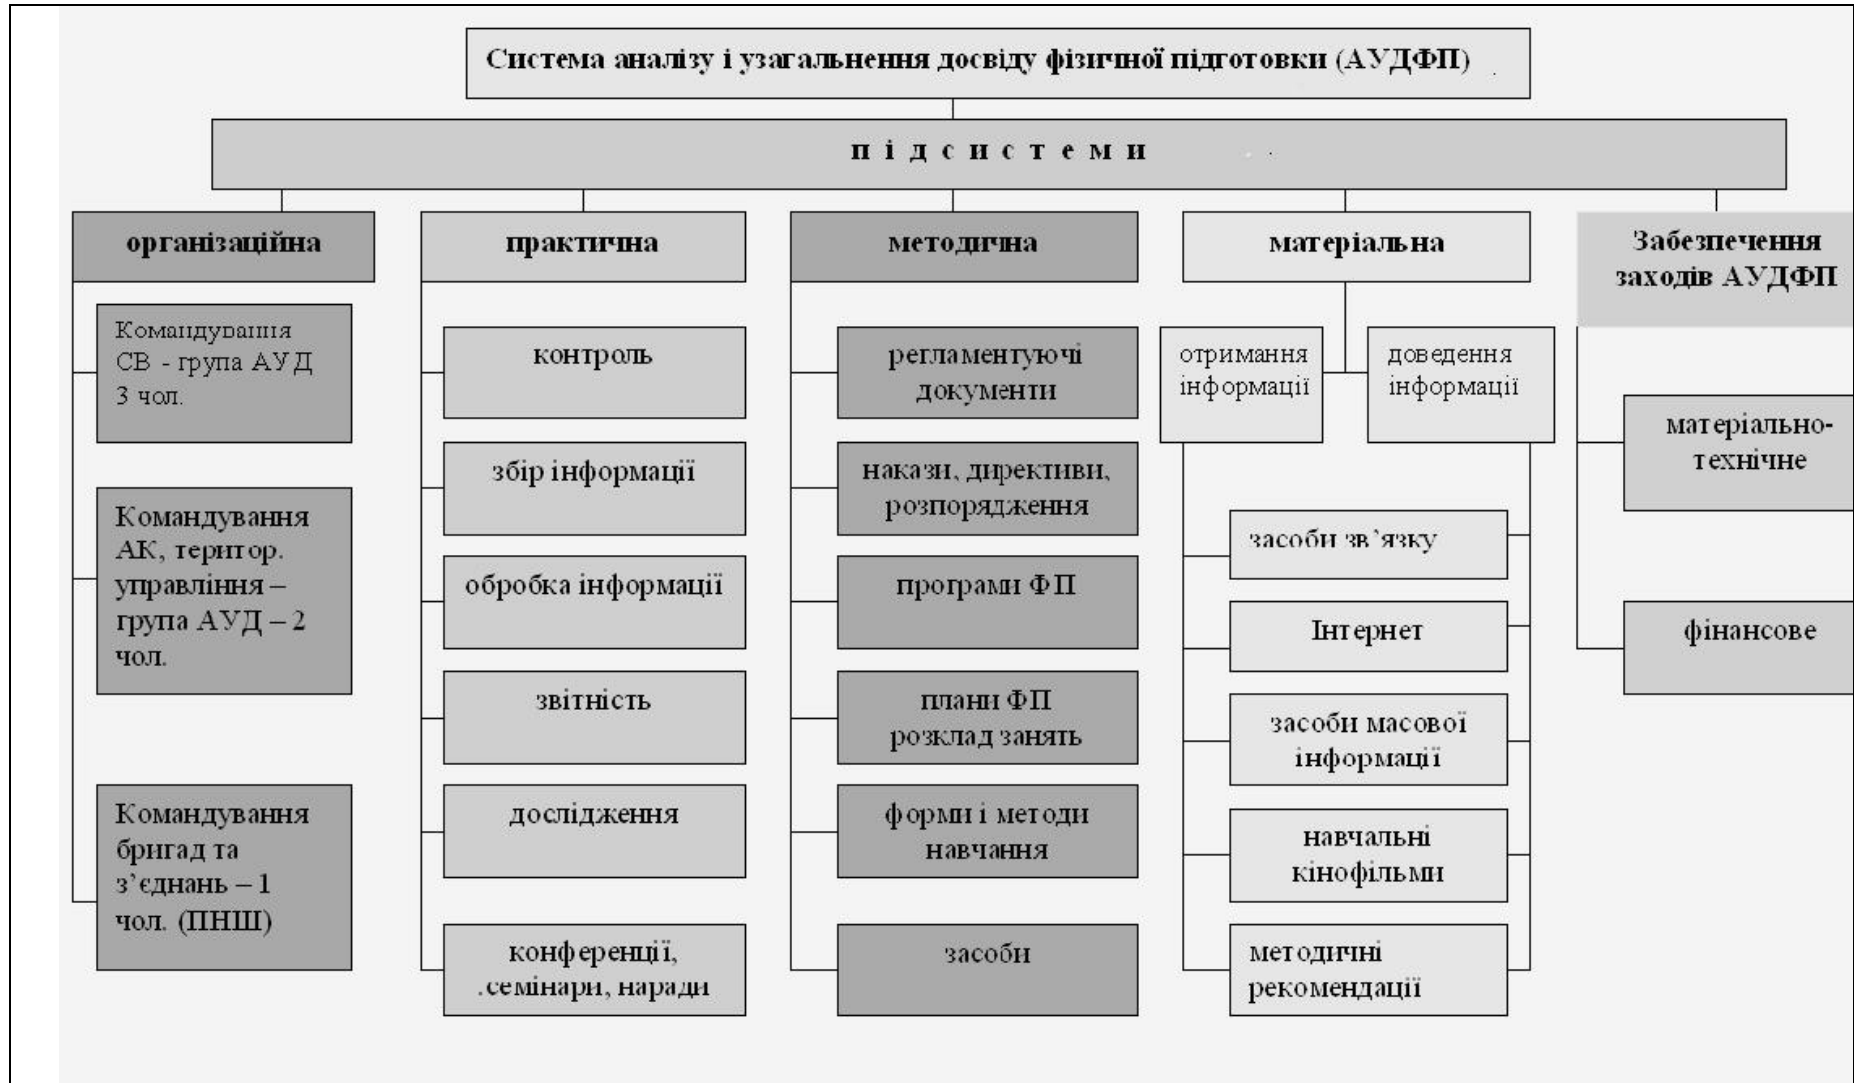 Система аналізу і узагальнення досвіду фізичної підготовки (АУДФП)
підсистеми
організаційна
Командування
СВ - група АУД
3 чол.
Командування
АК, територ.
управління –
група АУД – 2
чол.
Командування
бригад та
з’єднань – 1
чол. (ПНШ)
практична
контроль
збір інформації
обробка інформації
звітність
дослідження
конференції,
.семінари, наради
методична
регламентуючі
документи
накази, директиви,
розпорядження
програми ФП
плани ФП
розклад занять
форми і методи
навчання
засоби
матеріальна
отримання
інформації
доведення
інформації
засоби зв’язку
Інтернет
засоби масової
інформації
навчальні
кінофільми
методичні
рекомендації
Забезпечення
заходів АУДФП
матеріально-
технічне
фінансове